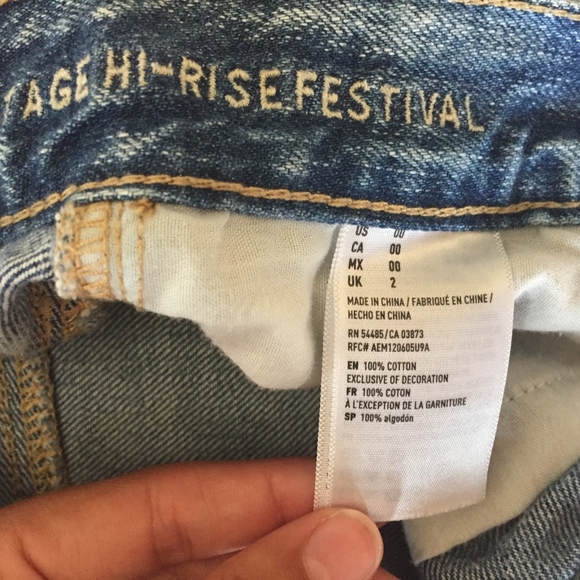 TAGE HI-RISE FESTIVAL
US 00
CA 00
MX 00
UK 2
MADE IN CHINA / FABRIQUÉ EN CHINE /
HECHO EN CHINA
RN 54485/CA 03873
RFC# AEM120605U9A
EN 100% COTTON
EXCLUSIVE OF DECORATION
FR 100% COTON
À L'EXCEPTION DE LA GARNITURE
SP 100% algodón